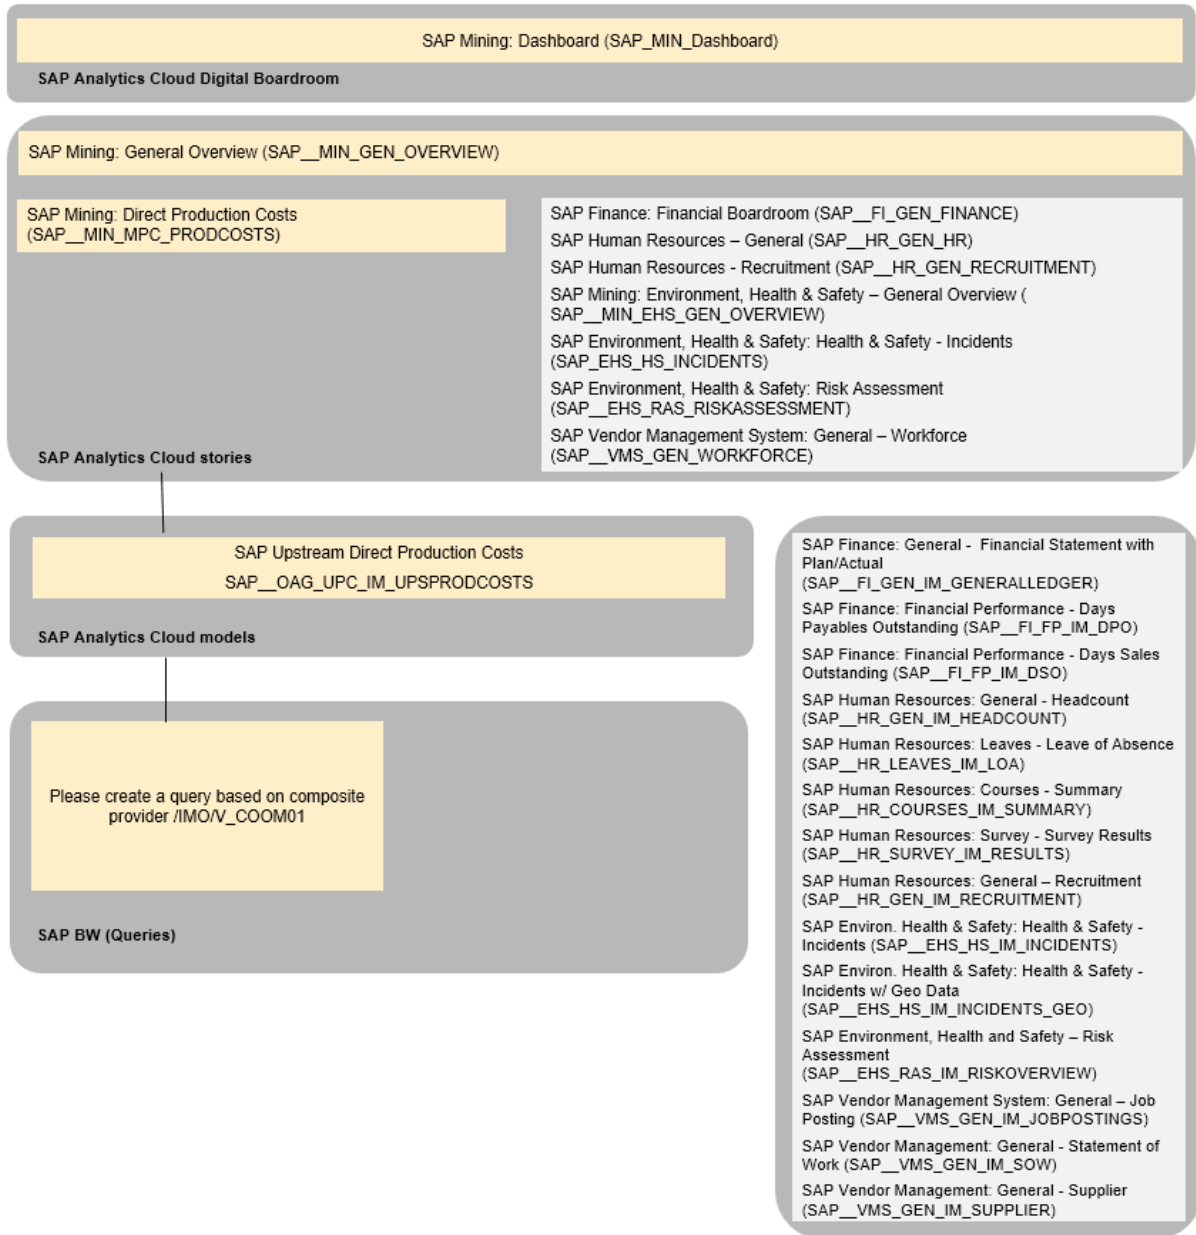 SAP Mining: Dashboard (SAP_MIN_Dashboard)
SAP Analytics Cloud Digital Boardroom
SAP Mining: General Overview (SAP__MIN_GEN_OVERVIEW)
SAP Mining: Direct Production Costs
(SAP__MIN_MPC_PRODCOSTS)
SAP Finance: Financial Boardroom (SAP__FI_GEN_FINANCE)
SAP Human Resources – General (SAP__HR_GEN_HR)
SAP Human Resources - Recruitment (SAP__HR_GEN_RECRUITMENT)
SAP Mining: Environment, Health & Safety – General Overview (
SAP__MIN_EHS_GEN_OVERVIEW)
SAP Environment, Health & Safety: Health & Safety - Incidents
(SAP_EHS_HS_INCIDENTS)
SAP Environment, Health & Safety: Risk Assessment
(SAP__EHS_RAS_RISKASSESSMENT)
SAP Vendor Management System: General – Workforce
(SAP__VMS_GEN_WORKFORCE)
SAP Analytics Cloud stories
SAP Upstream Direct Production Costs
SAP__OAG_UPC_IM_UPSPRODCOSTS
SAP Analytics Cloud models
Please create a query based on composite
provider /IMO/V_COOM01
SAP BW (Queries)
SAP Finance: General - Financial Statement with
Plan/Actual
(SAP__FI_GEN_IM_GENERALLEDGER)
SAP Finance: Financial Performance - Days
Payables Outstanding (SAP__FI_FP_IM_DPO)
SAP Finance: Financial Performance - Days Sales
Outstanding (SAP__FI_FP_IM_DSO)
SAP Human Resources: General - Headcount
(SAP__HR_GEN_IM_HEADCOUNT)
SAP Human Resources: Leaves - Leave of Absence
(SAP__HR_LEAVES_IM_LOA)
SAP Human Resources: Courses - Summary
(SAP__HR_COURSES_IM_SUMMARY)
SAP Human Resources: Survey - Survey Results
(SAP__HR_SURVEY_IM_RESULTS)
SAP Human Resources: General – Recruitment
(SAP__HR_GEN_IM_RECRUITMENT)
SAP Environ. Health & Safety: Health & Safety -
Incidents (SAP__EHS_HS_IM_INCIDENTS)
SAP Environ. Health & Safety: Health & Safety -
Incidents w/ Geo Data
(SAP__EHS_HS_IM_INCIDENTS_GEO)
SAP Environment, Health and Safety – Risk
Assessment
(SAP__EHS_RAS_IM_RISKOVERVIEW)
SAP Vendor Management System: General – Job
Posting (SAP__VMS_GEN_IM_JOBPOSTINGS)
SAP Vendor Management: General - Statement of
Work (SAP__VMS_GEN_IM_SOW)
SAP Vendor Management: General - Supplier
(SAP__VMS_GEN_IM_SUPPLIER)